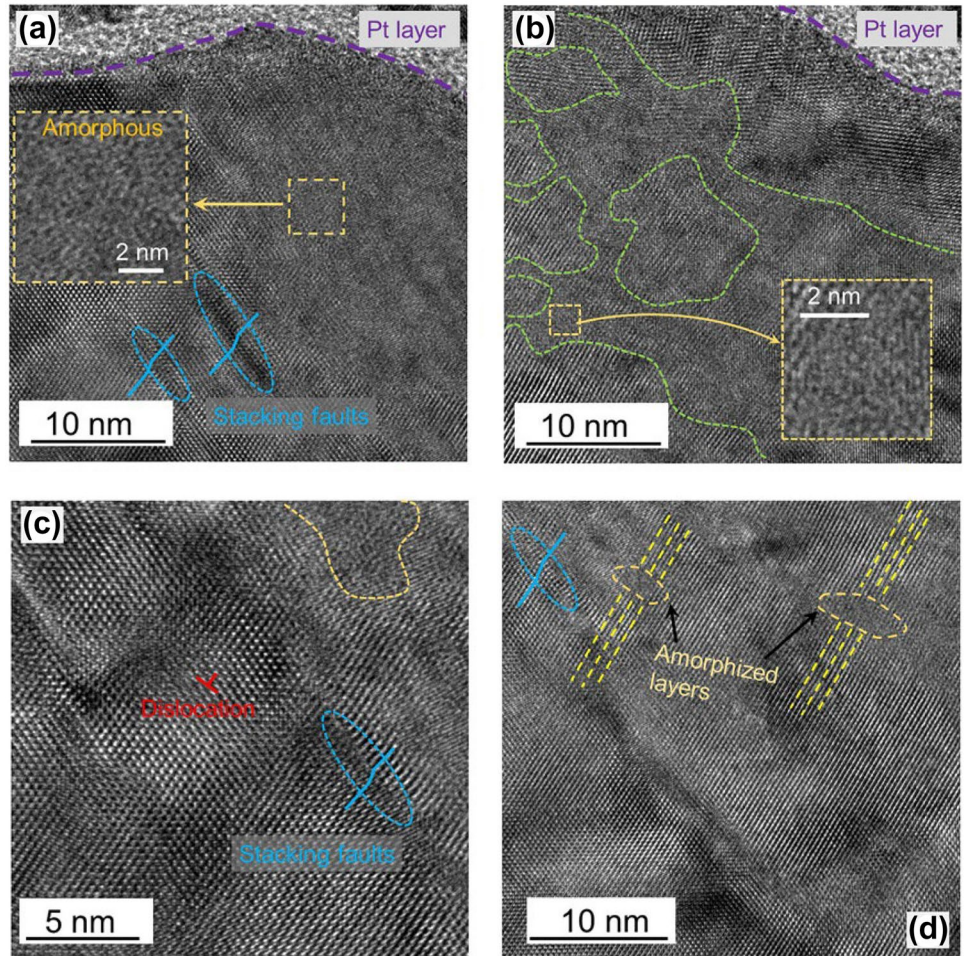 (a)
Pt layer
Amorphous
2 nm
Stacking faults
10 nm
(b)
Pt layer
2 nm
10 nm
(c)
Dislocation
Stacking faults
5 nm
Amorphized
layers
10 nm
(d)